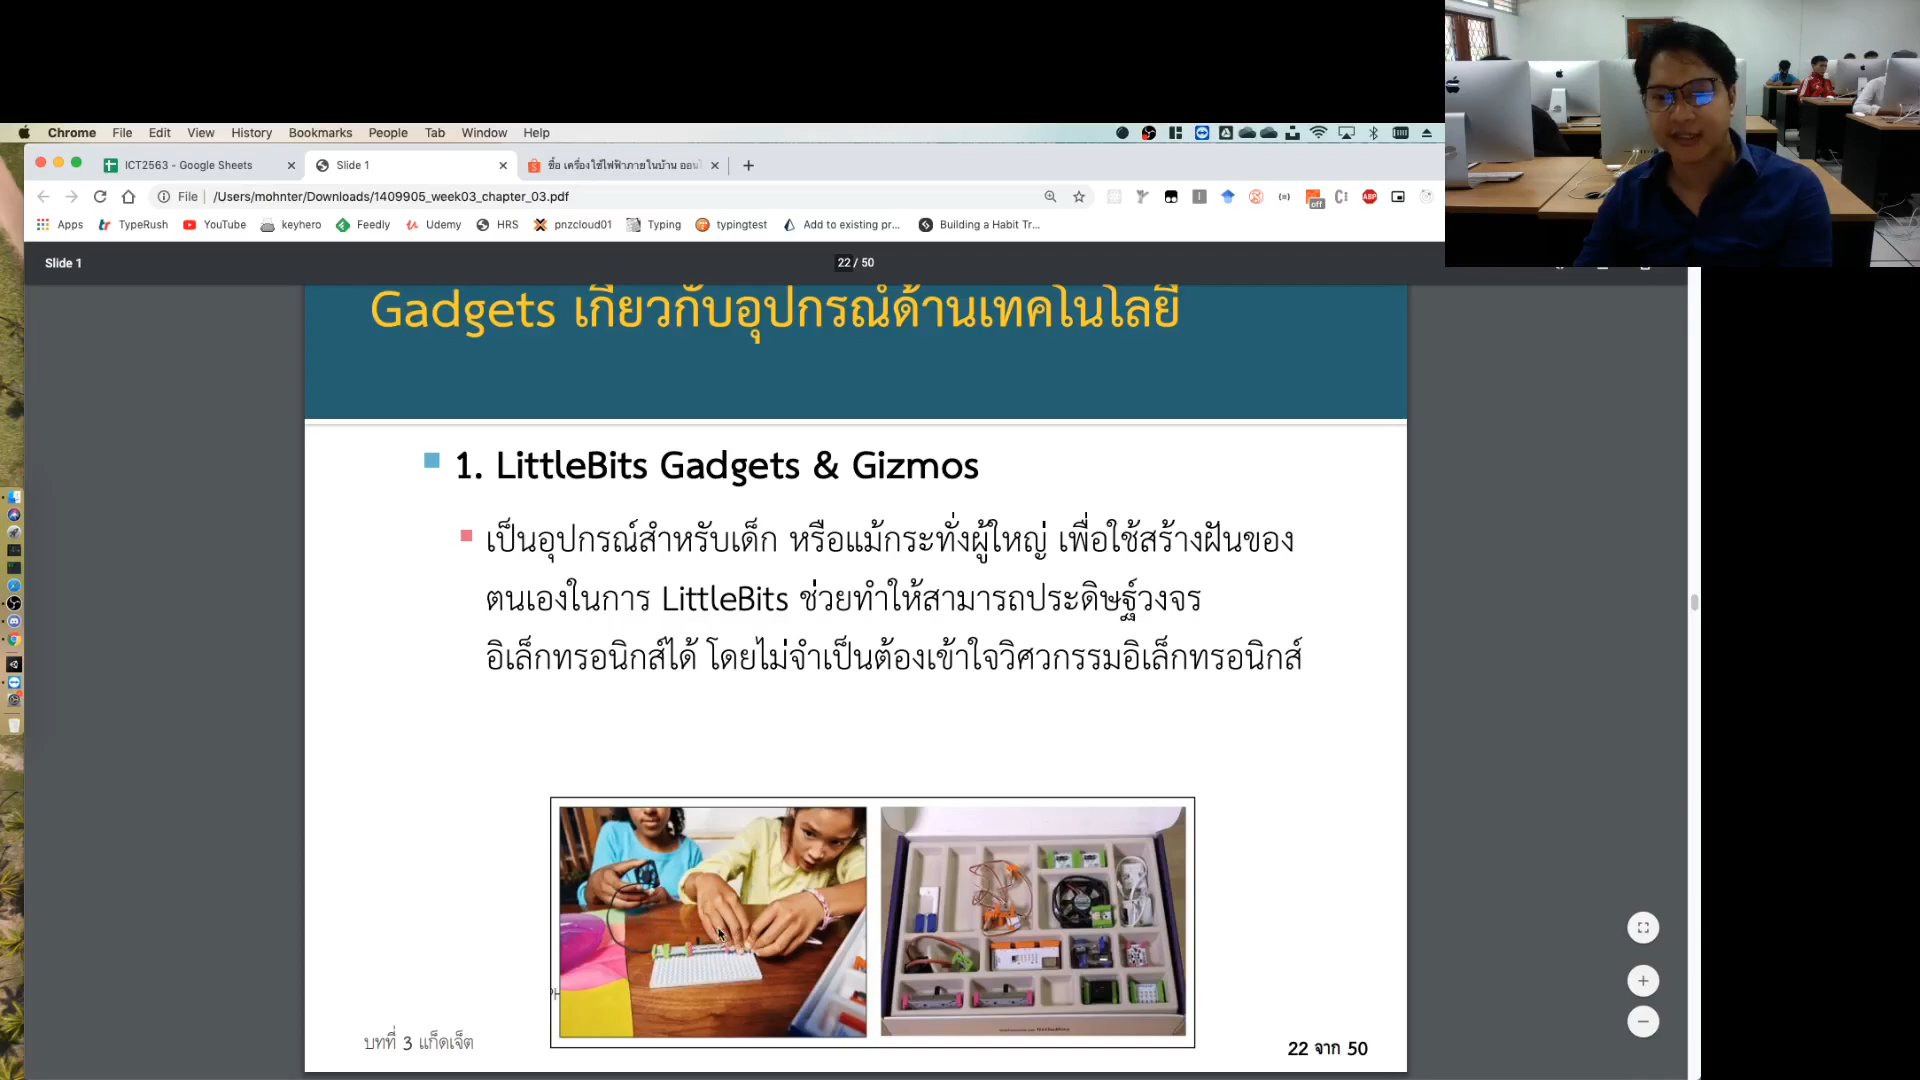 Chrome File Edit View History Bookmarks People Tab Window Help
ICT2563 - Google Sheets
Slide 1
ซื้อ เครื่องใช้ไฟฟ้าภายในบ้าน ออนไ
File /Users/mohnter/Downloads/1409905_week03_chapter_03.pdf
off
ABP
Apps TypeRush YouTube keyhero Feedly Udemy HRS pnzcloud01 Typing typingtest Add to existing pr... Building a Habit Tr...
Slide 1
22 / 50
Gadgets เกี่ยวกับอุปกรณ์ด้านเทคโนโลยี
1. LittleBits Gadgets & Gizmos
เป็นอุปกรณ์สำหรับเด็ก หรือแม้กระทั่งผู้ใหญ่ เพื่อใช้สร้างฝันของ
ตนเองในการ LittleBits ช่วยทำให้สามารถประดิษฐ์วงจร
อิเล็กทรอนิกส์ได้ โดยไม่จำเป็นต้องเข้าใจวิศวกรรมอิเล็กทรอนิกส์
บทที่ 3 แก็ดเจ็ต
22 จาก 50